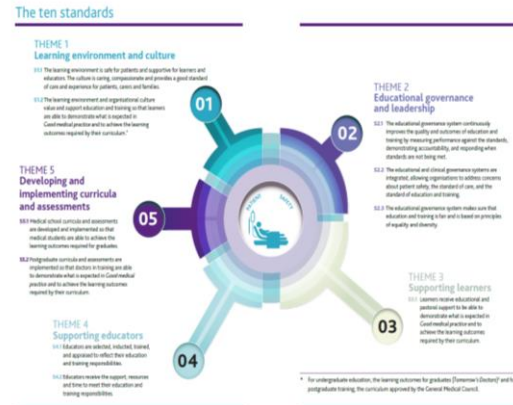 The ten standards
THEME 1
Learning environment and culture
S1.1 The learning environment is safe for patients and supportive for learners and
educators. The culture is caring, compassionate and provides a good standard
of care and experience for patients, carers and families.
S1.2 The learning environment and organisational culture
value and support education and training so that learners
are able to demonstrate what is expected in
Good medical practice and to achieve the learning
outcomes required by their curriculum.*
01
THEME 2
Educational governance
and leadership
S2.1 The educational governance system continuously
improves the quality and outcomes of education and
training by measuring performance against the standards,
demonstrating accountability, and responding when
standards are not being met.
S2.2 The educational and clinical governance systems are
integrated, allowing organisations to address concerns
about patient safety, the standard of care, and the
standard of education and training.
S2.3 The educational governance system makes sure that
education and training is fair and is based on principles
of equality and diversity.
02
PATIENT SAFETY
THEME 3
Supporting learners
S3.1 Learners receive educational and
pastoral support to be able to
demonstrate what is expected in
Good medical practice and to
achieve the learning outcomes
required by their curriculum.
03
THEME 4
Supporting educators
S4.1 Educators are selected, inducted, trained,
and appraised to reflect their education
and training responsibilities.
S4.2 Educators receive the support, resources
and time to meet their education and
training responsibilities.
04
THEME 5
Developing and
implementing curricula
and assessments
S5.1 Medical school curricula and assessments
are developed and implemented so that
medical students are able to achieve the
learning outcomes required for graduates.
S5.2 Postgraduate curricula and assessments are
implemented so that doctors in training are able
to demonstrate what is expected in Good medical
practice and to achieve the learning outcomes
required by their curriculum.
05
* For undergraduate education, the learning outcomes for graduates (Tomorrow's Doctors)
postgraduate training, the curriculum approved by the General Medical Council.